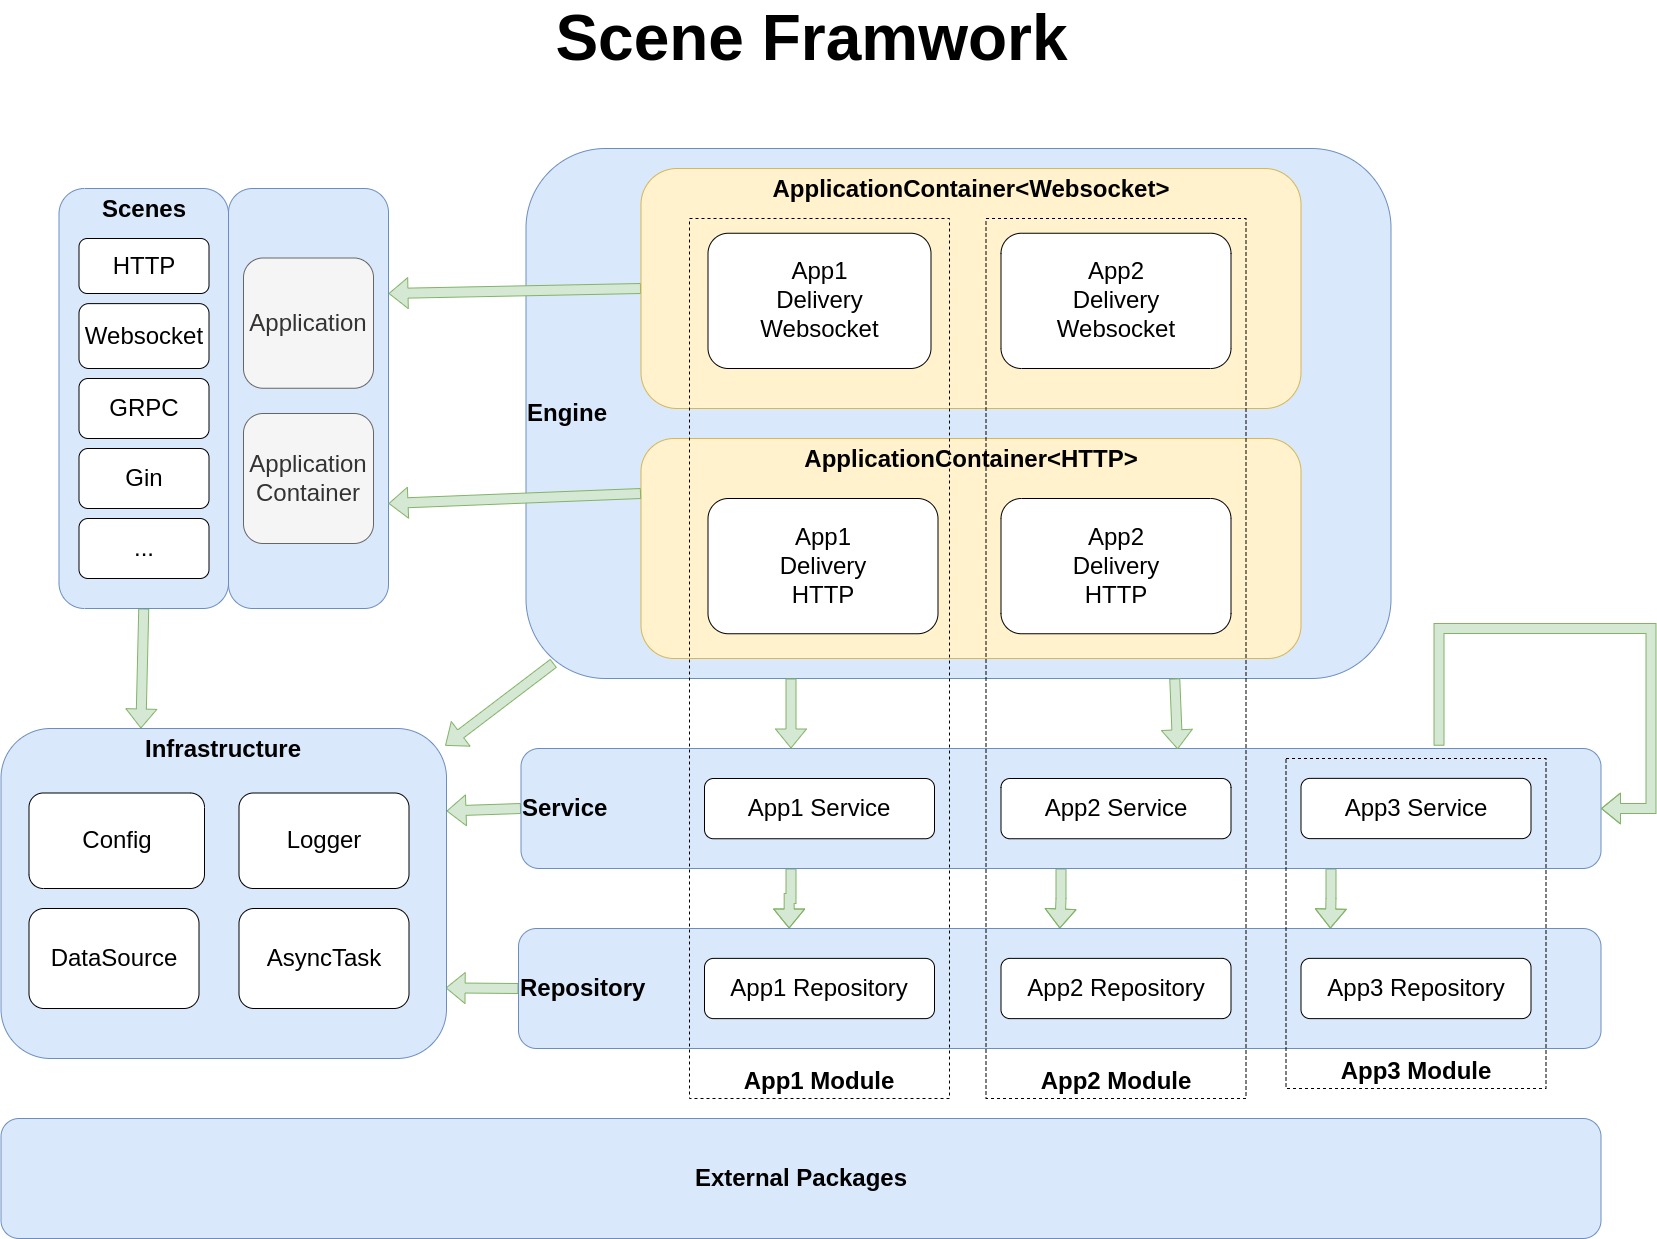 Scene Framwork
Scenes
HTTP
Websocket
GRPC
Gin
...
Application
Application
Container
Engine
ApplicationContainer<Websocket>
App1
Delivery
Websocket
App2
Delivery
Websocket
ApplicationContainer<HTTP>
App1
Delivery
HTTP
App2
Delivery
HTTP
Infrastructure
Config
Logger
DataSource
AsyncTask
Service
App1 Service
App2 Service
App3 Service
Repository
App1 Repository
App2 Repository
App3 Repository
App1 Module
App2 Module
App3 Module
External Packages